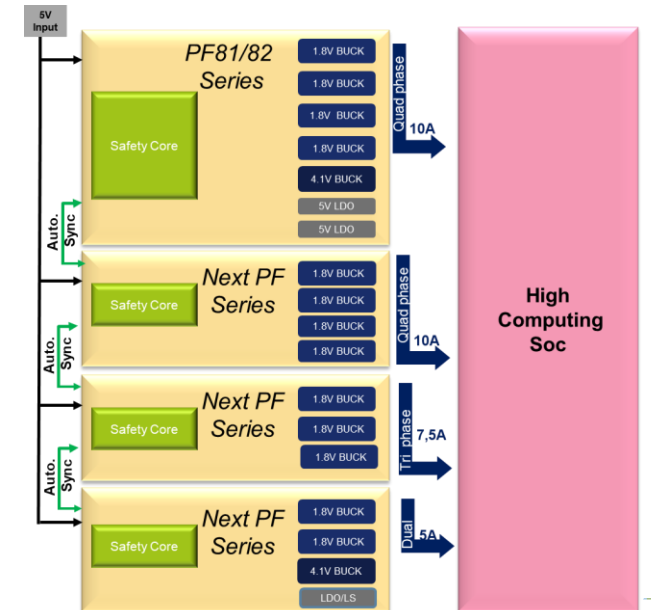 5V
Input
PF81/82
Series
Safety Core
1.8V BUCK
1.8V BUCK
1.8V BUCK
1.8V BUCK
4.1V BUCK
5V LDO
5V LDO
Quad phase
10A
Auto.
Sync
Next PF
Series
Safety Core
1.8V BUCK
1.8V BUCK
1.8V BUCK
1.8V BUCK
Quad phase
10A
Auto.
Sync
Next PF
Series
Safety Core
1.8V BUCK
1.8V BUCK
1.8V BUCK
Tri phase
7,5A
Auto.
Sync
Next PF
Series
Safety Core
1.8V BUCK
1.8V BUCK
4.1V BUCK
LDO/LS
Dual
5A
High
Computing
Soc